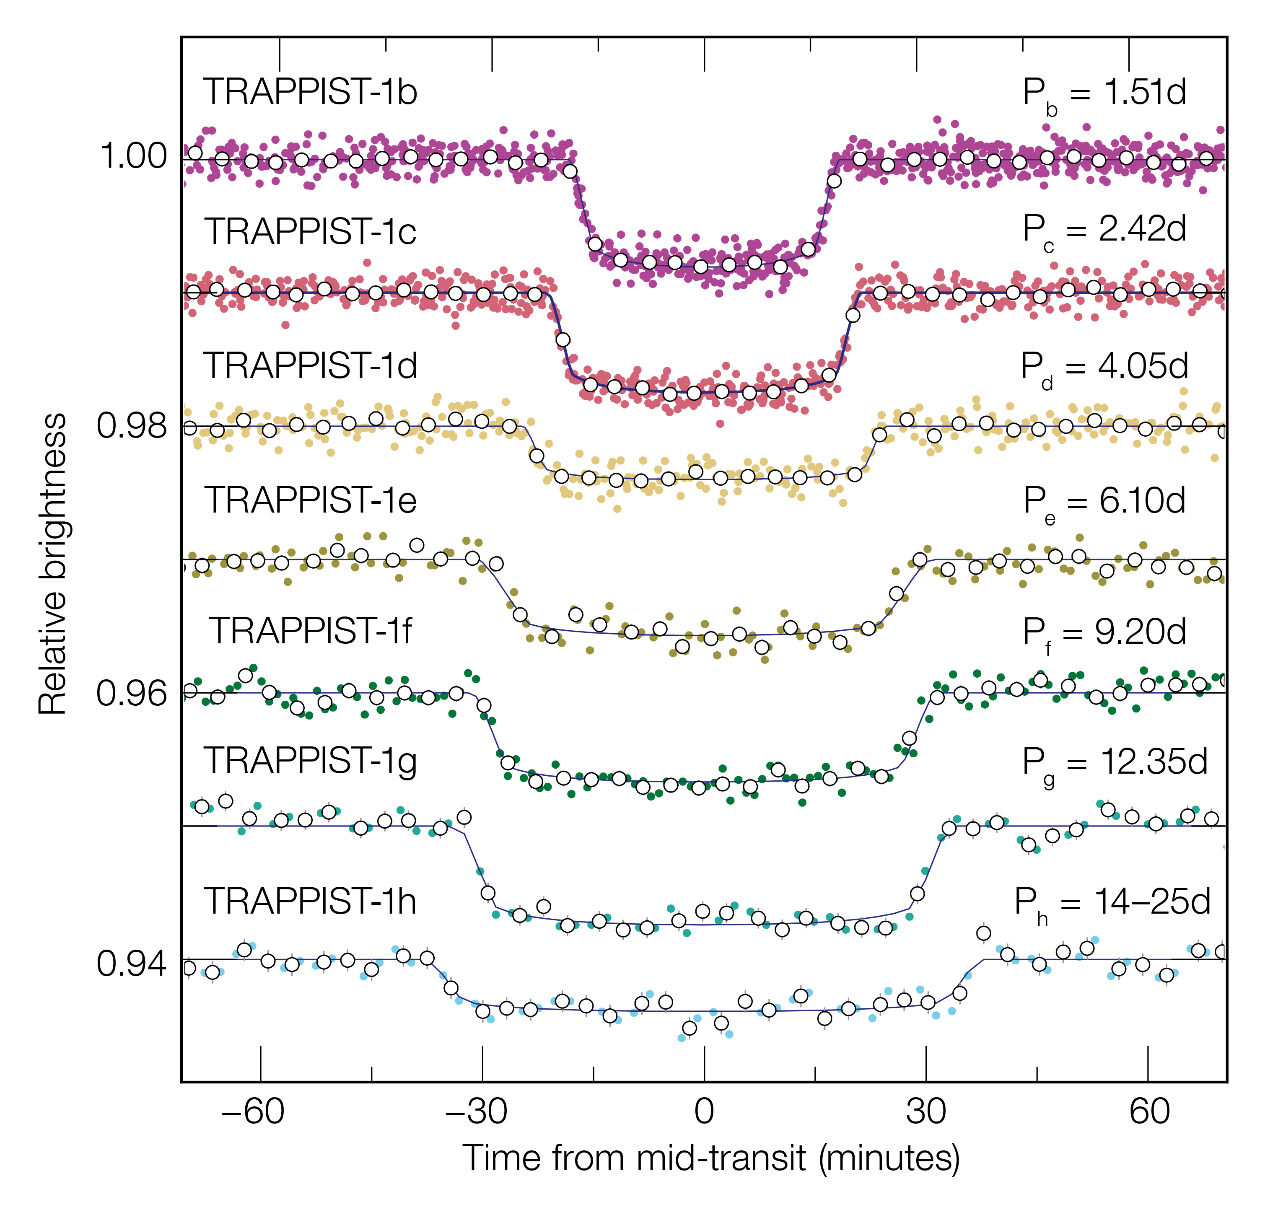 TRAPPIST-1b P_b = 1.51d
1.00
TRAPPIST-1c P_c = 2.42d
TRAPPIST-1d P_d = 4.05d
0.98
TRAPPIST-1e P_e = 6.10d
TRAPPIST-1f P_f = 9.20d
0.96
TRAPPIST-1g P_g = 12.35d
TRAPPIST-1h P_h = 14–25d
0.94
Relative brightness
−60 −30 0 30 60
Time from mid-transit (minutes)